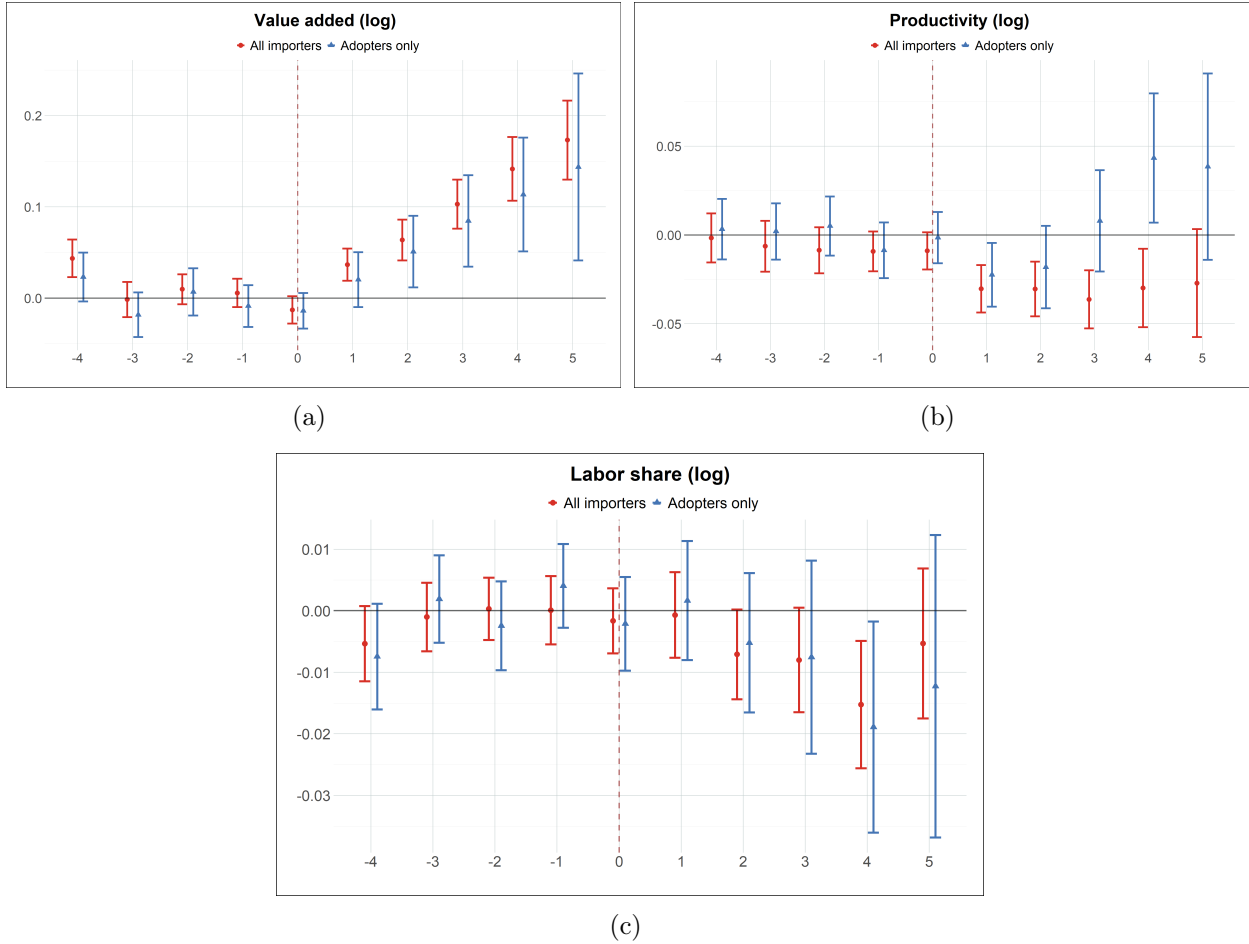 Value added (log)
All importers Adopters only
0.2
0.1
0.0
-4 -3 -2 -1 0 1 2 3 4 5
(a)
Productivity (log)
All importers Adopters only
0.05
0.00
-0.05
-4 -3 -2 -1 0 1 2 3 4 5
(b)
Labor share (log)
All importers Adopters only
0.01
0.00
-0.01
-0.02
-0.03
-4 -3 -2 -1 0 1 2 3 4 5
(c)